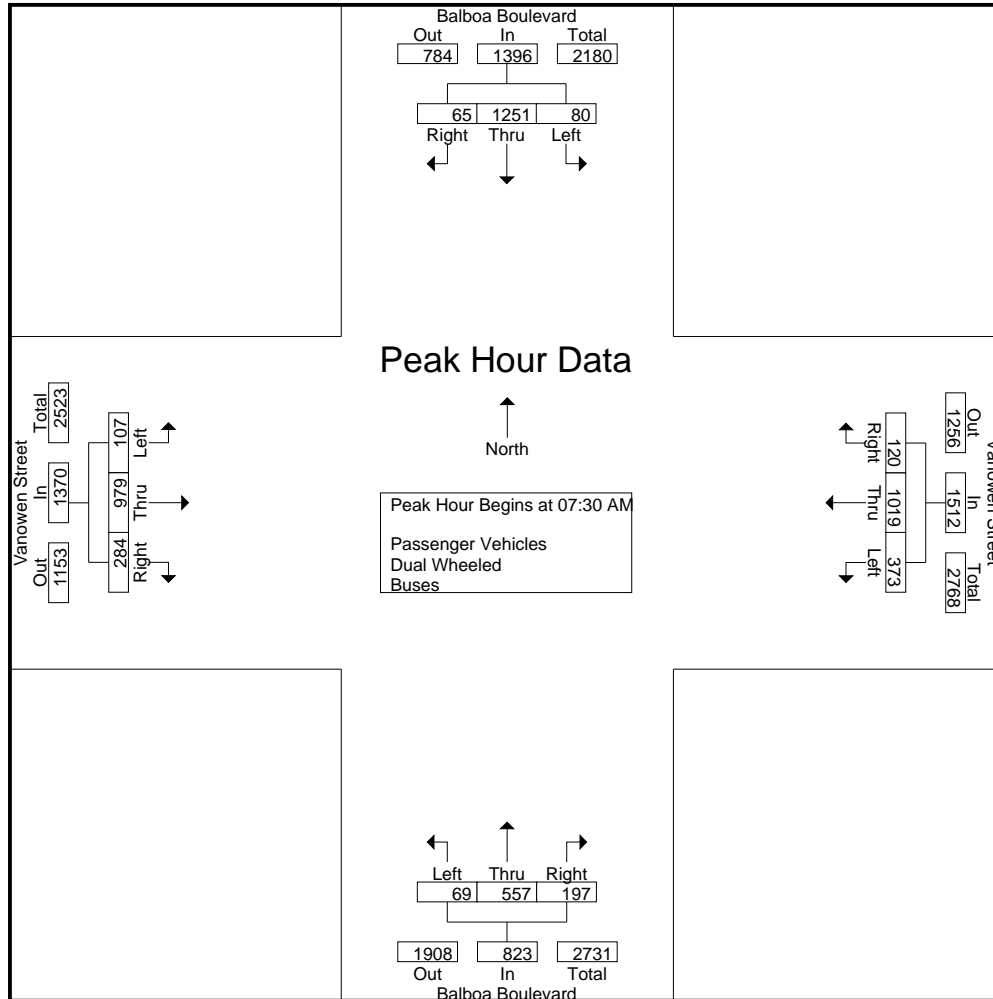 Balboa Boulevard
Out In Total
784 1396 2180
65 1251 80
Right Thru Left
Peak Hour Data
North
Peak Hour Begins at 07:30 AM
Passenger Vehicles
Dual Wheeled
Buses
Vanowen Street
Total In Out
2523 1370 1153
107 979 284
Left Thru Right
Right Thru Left
120 1019 373
1256 1512 2768
Out In Total
Vanowen Street
Left Thru Right
69 557 197
1908 823 2731
Out In Total
Balboa Boulevard